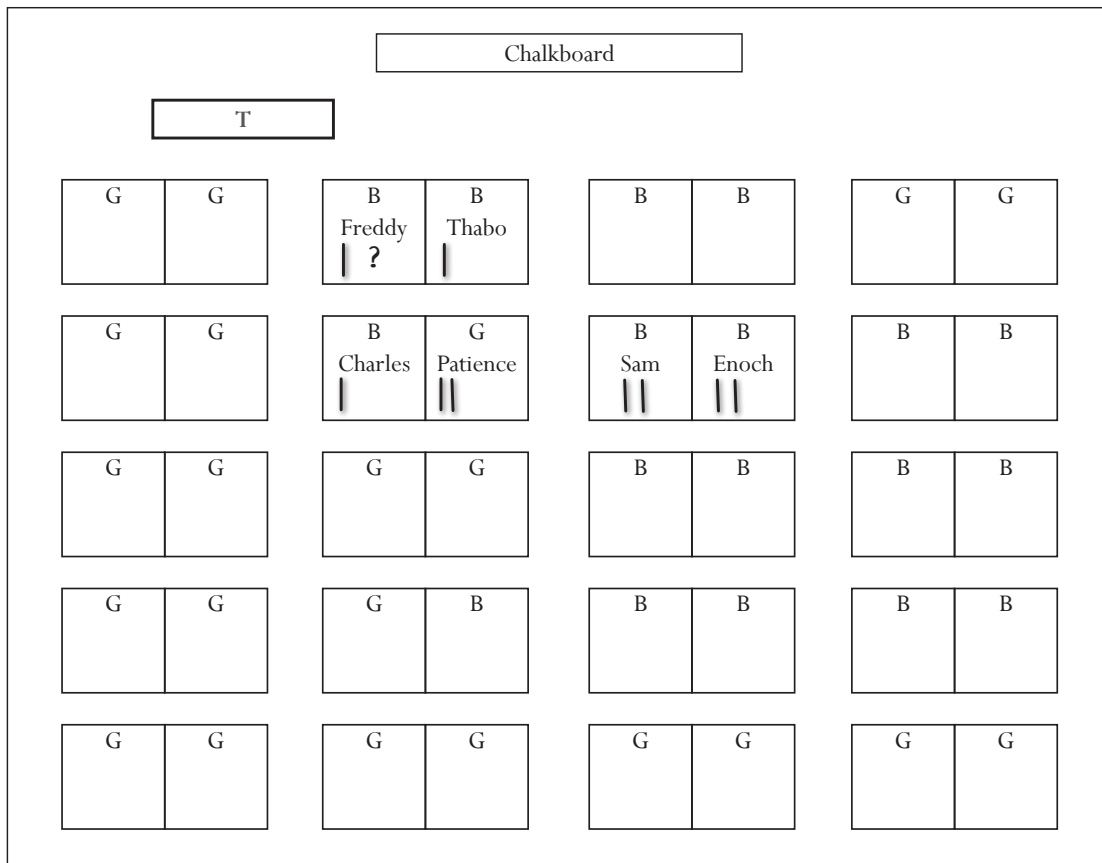 Chalkboard
T
G G B B B B G G
Freddy Thabo
?
G G B G B B B B
Charles Patience Sam Enoch
G G G G B B B B
G G G B B B B B
G G G G G G G G